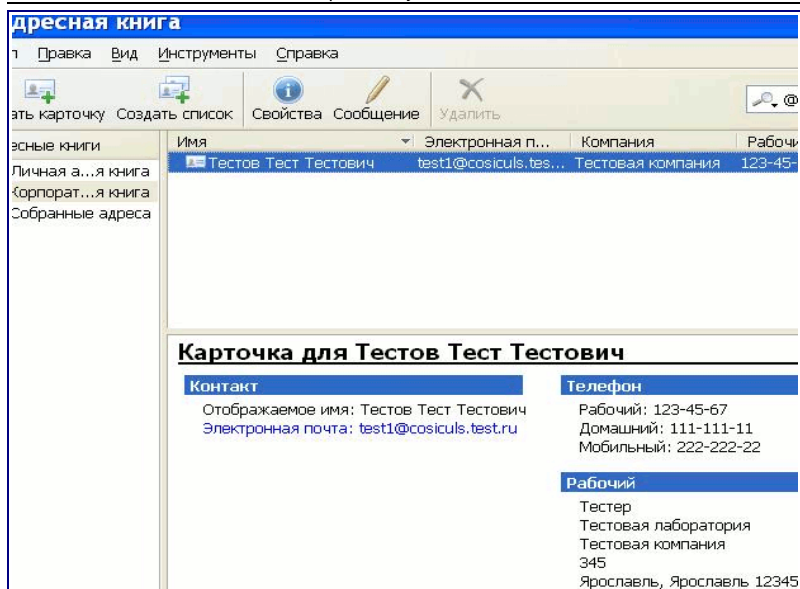 дресная книга
Правка Вид Инструменты Справка
ать карточку Создать список Свойства Сообщение Удалить @
есные книги
Имя Электронная п... Компания Рабочи
Личная а...я книга
Корпорат...я книга
Собранные адреса
Тестов Тест Тестович test1@cosiculs.tes... Тестовая компания 123-45-
Карточка для Тестов Тест Тестович
Контакт
Отображаемое имя: Тестов Тест Тестович
Электронная почта: test1@cosiculs.test.ru
Телефон
Рабочий: 123-45-67
Домашний: 111-111-11
Мобильный: 222-222-22
Рабочий
Тестер
Тестовая лаборатория
Тестовая компания
345
Ярославль, Ярославль 12345